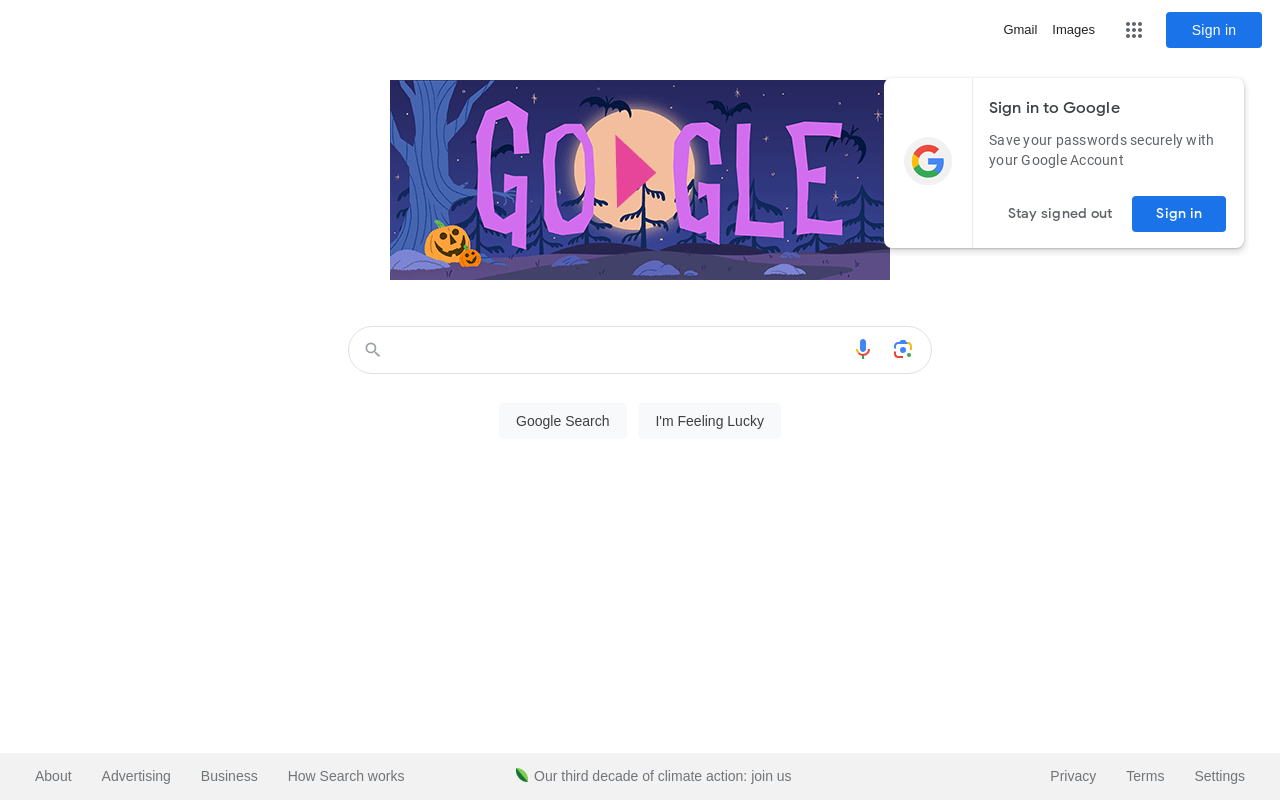 Gmail
Images
Sign in
GOOGLE
Sign in to Google
Save your passwords securely with
your Google Account
Stay signed out
Sign in
Google Search
I'm Feeling Lucky
About
Advertising
Business
How Search works
Our third decade of climate action: join us
Privacy
Terms
Settings